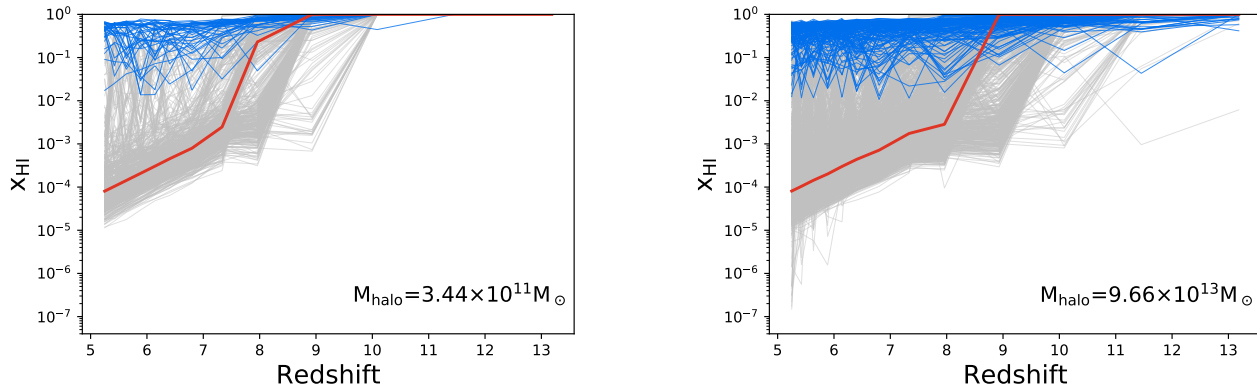 10⁰
10⁻¹
10⁻²
10⁻³
10⁻⁴
10⁻⁵
10⁻⁶
10⁻⁷
x_HI
M_halo=3.44×10¹¹M_⊙
5 6 7 8 9 10 11 12 13
Redshift
10⁰
10⁻¹
10⁻²
10⁻³
10⁻⁴
10⁻⁵
10⁻⁶
10⁻⁷
x_HI
M_halo=9.66×10¹³M_⊙
5 6 7 8 9 10 11 12 13
Redshift